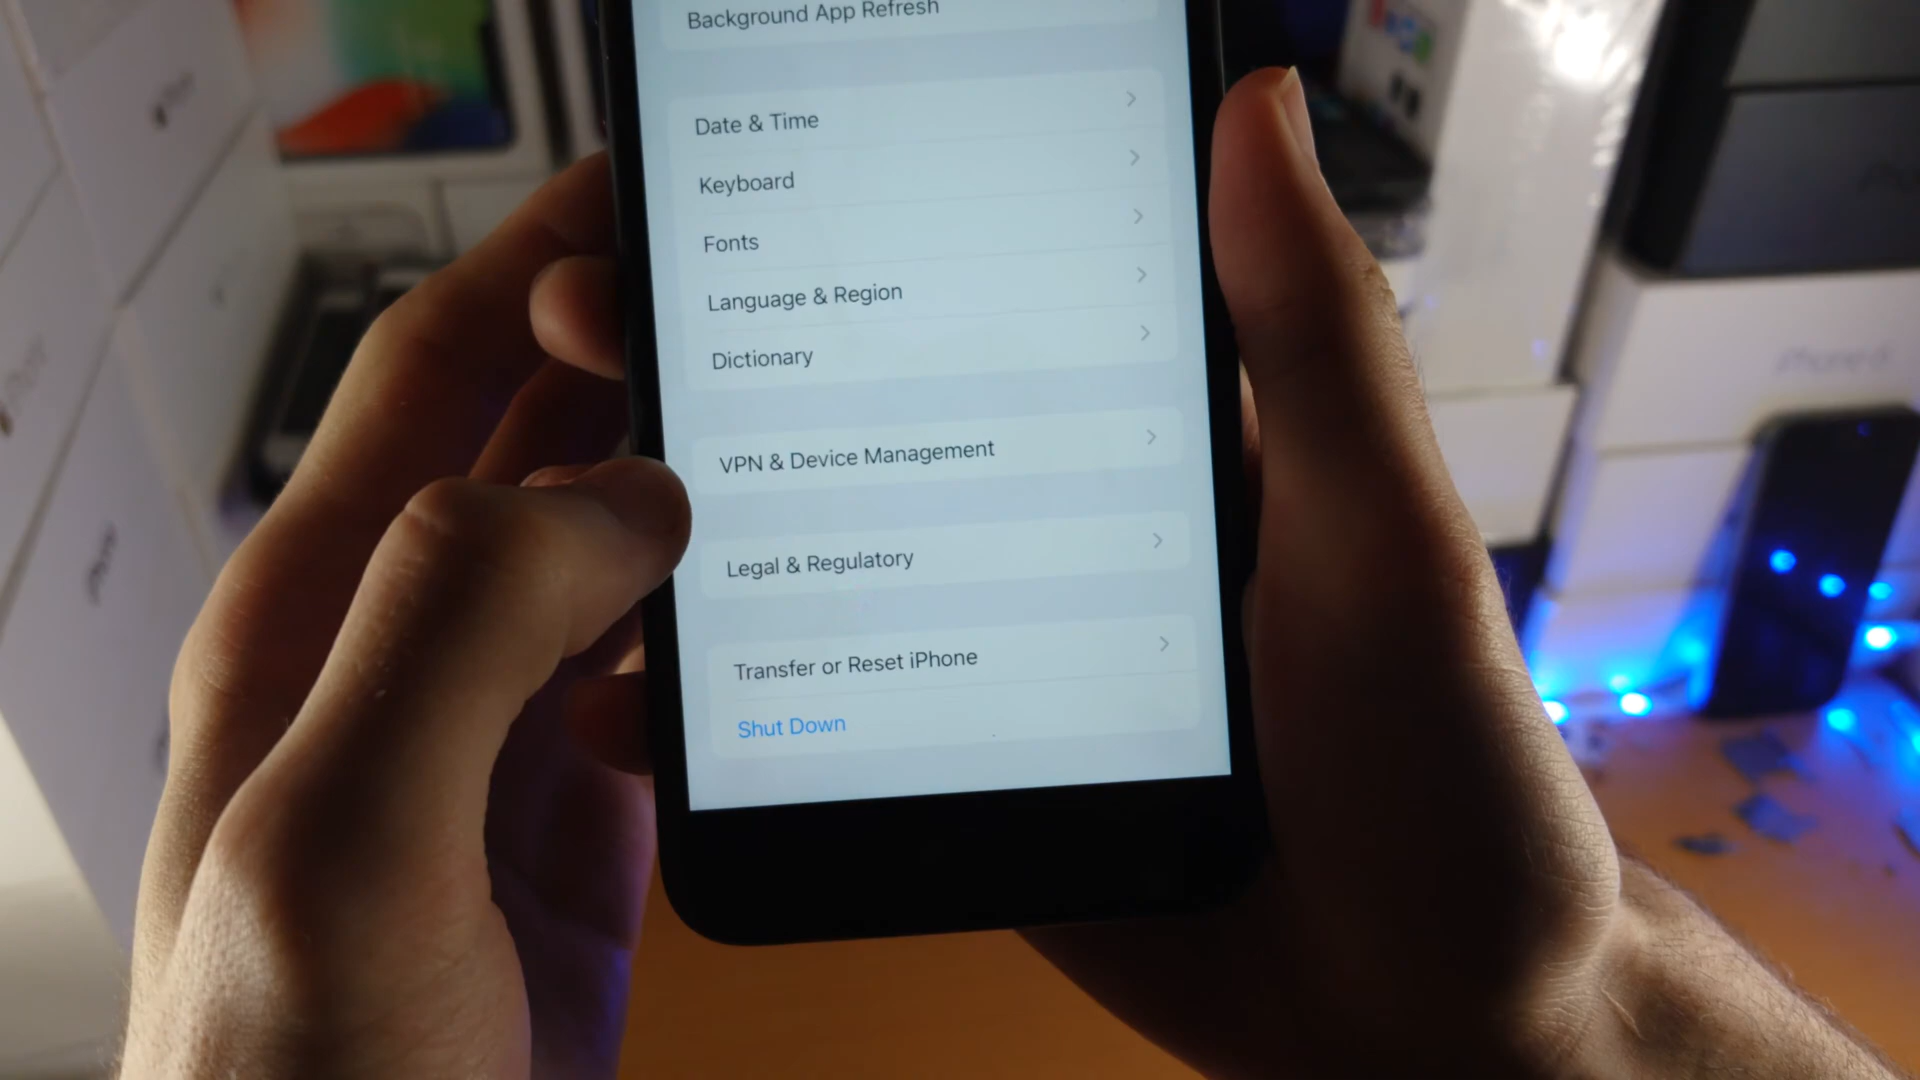 Background App Refresh
Date & Time
Keyboard
Fonts
Language & Region
Dictionary
VPN & Device Management
Legal & Regulatory
Transfer or Reset iPhone
Shut Down
iPhone